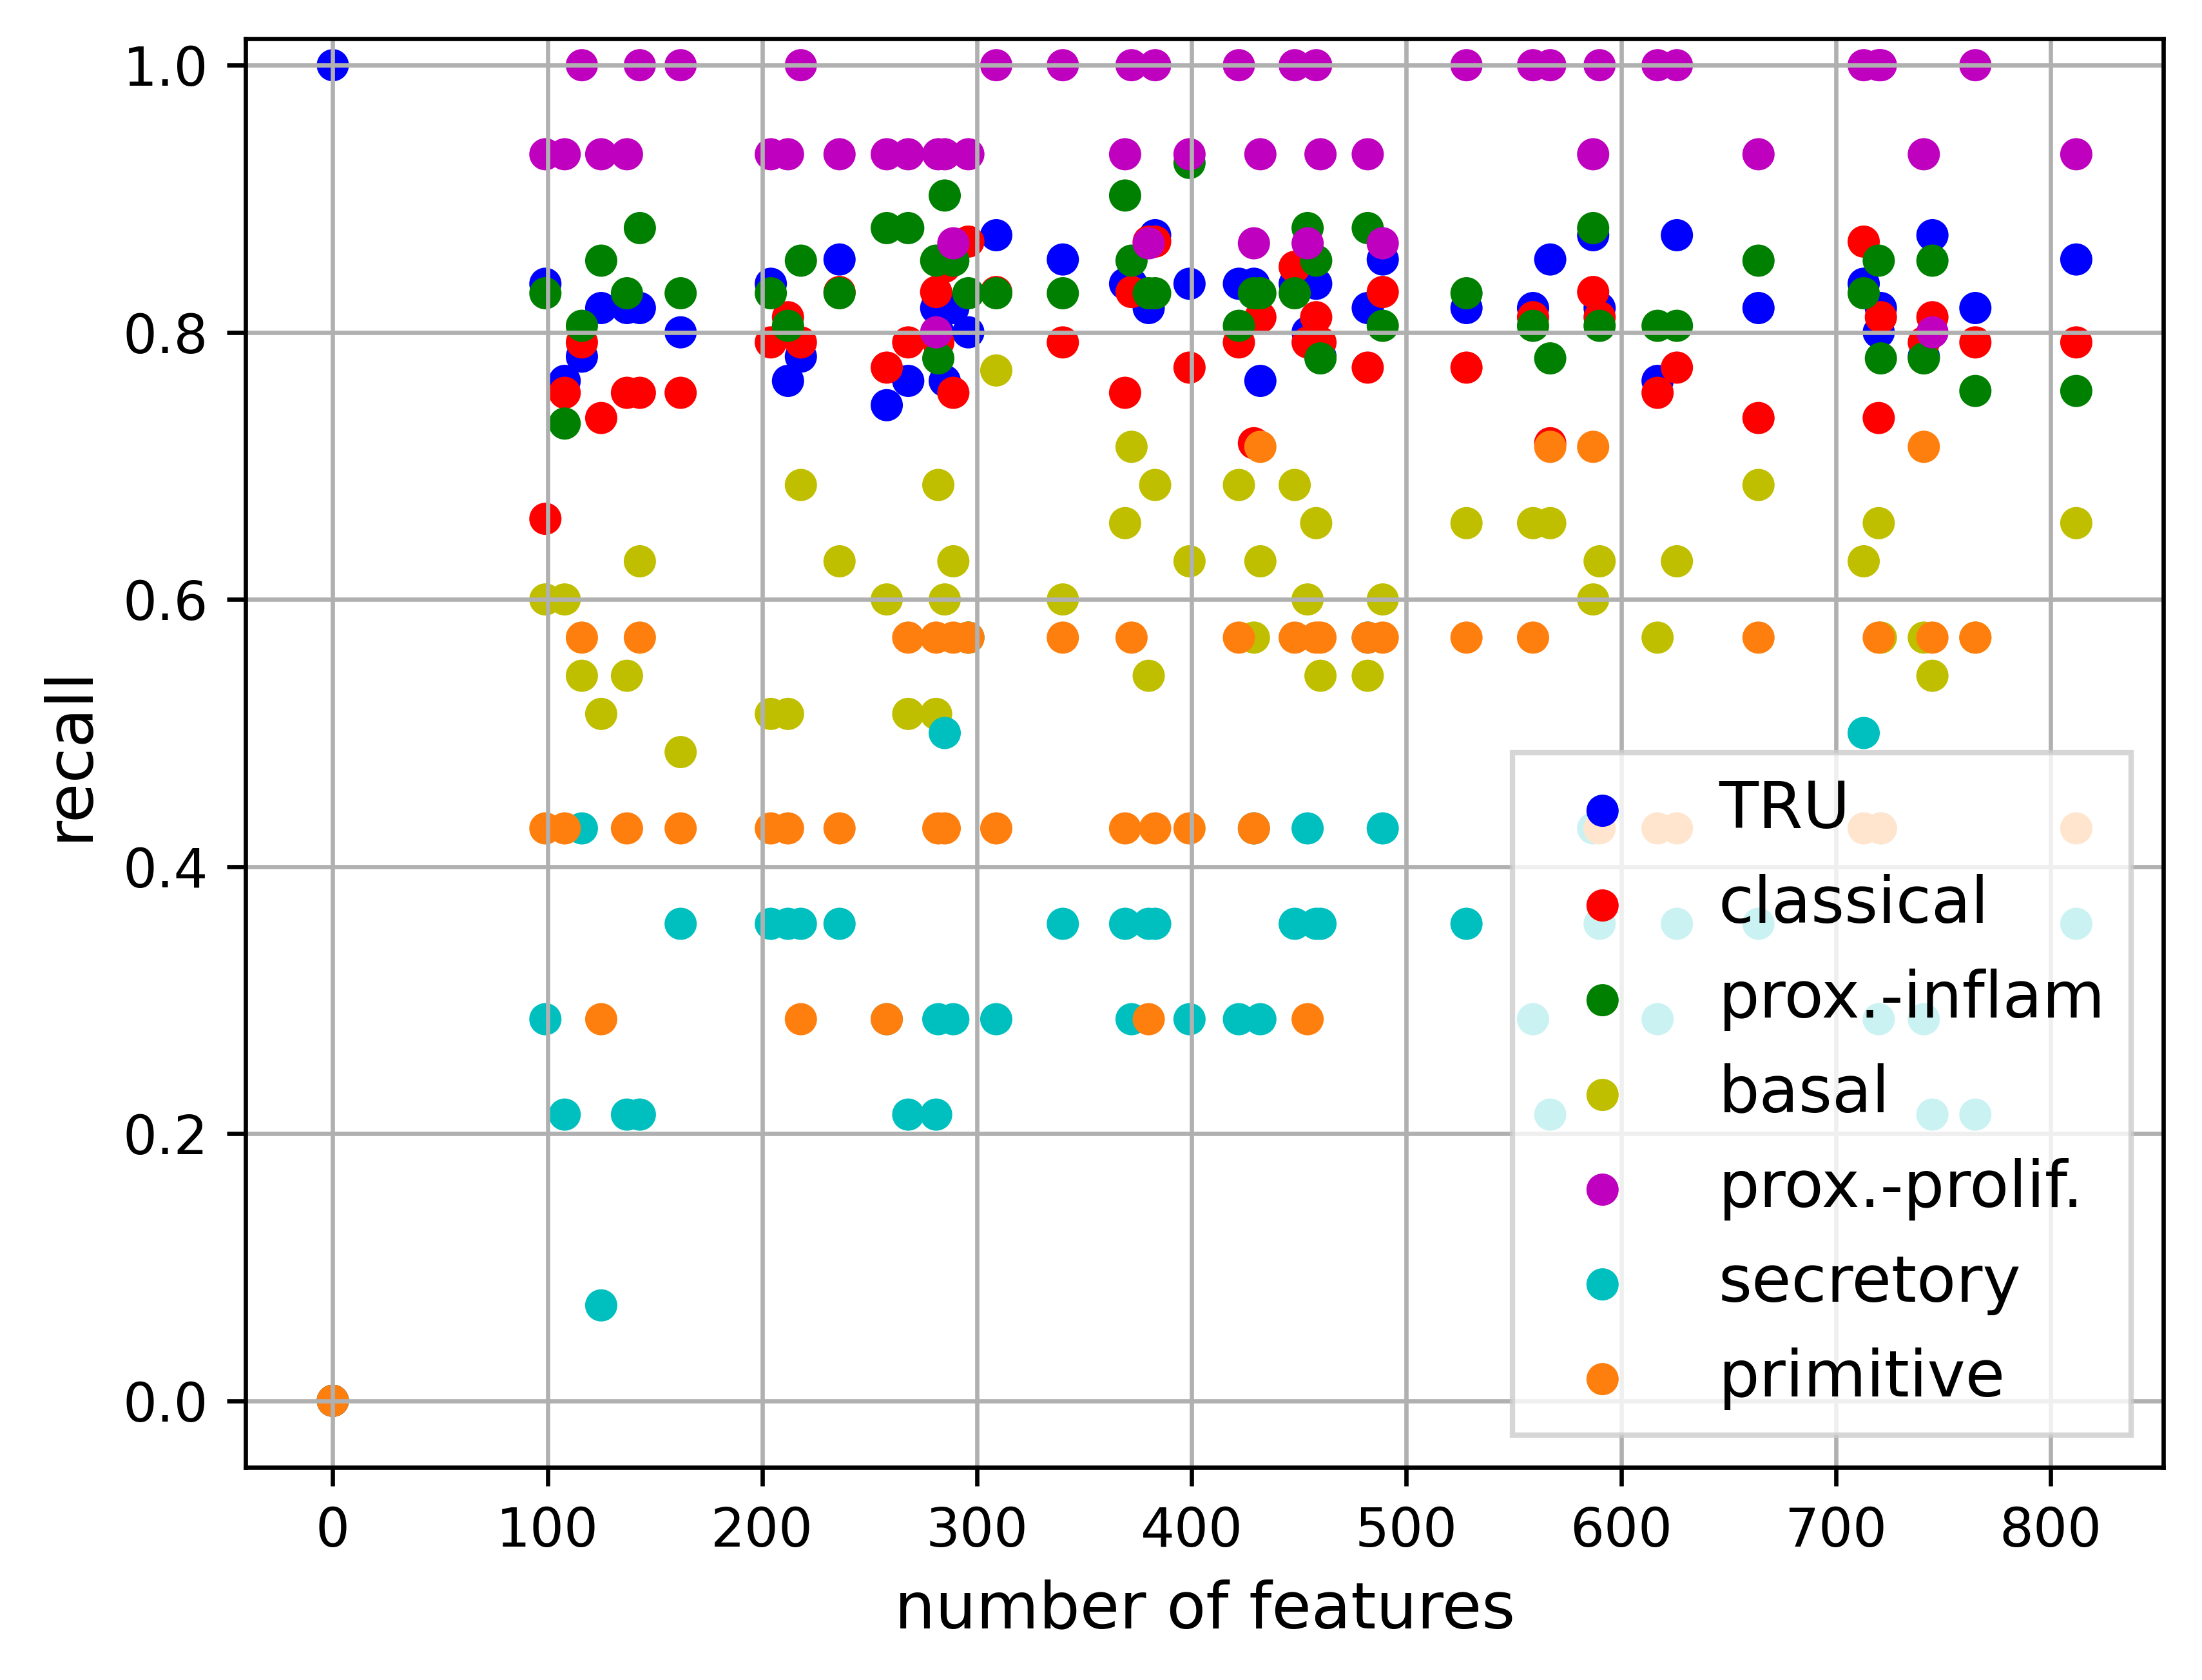 1.0
0.8
0.6
0.4
0.2
0.0
recall
TRU
classical
prox.-inflam
basal
prox.-prolif.
secretory
primitive
0 100 200 300 400 500 600 700 800
number of features